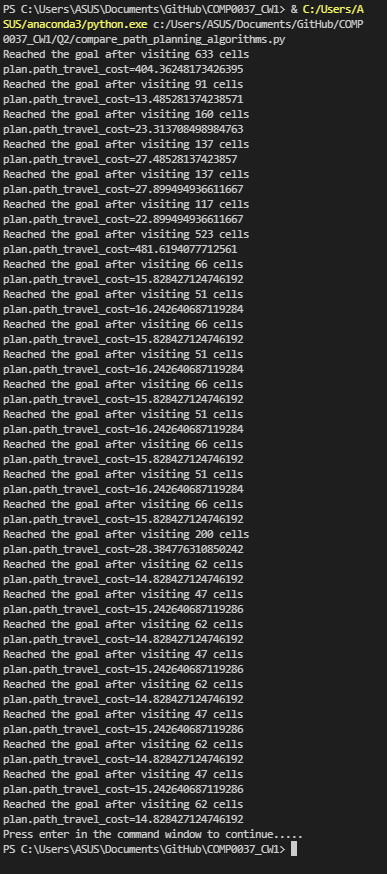 PS C:\Users\ASUS\Documents\GitHub\COMP0037_CW1> & C:/Users/A
SUS/anaconda3/python.exe c:/Users/ASUS/Documents/GitHub/COMP
0037_CW1/Q2/compare_path_planning_algorithms.py
Reached the goal after visiting 633 cells
plan.path_travel_cost=404.36248173426395
Reached the goal after visiting 91 cells
plan.path_travel_cost=13.485281374238571
Reached the goal after visiting 160 cells
plan.path_travel_cost=23.313708498984763
Reached the goal after visiting 137 cells
plan.path_travel_cost=27.48528137423857
Reached the goal after visiting 137 cells
plan.path_travel_cost=27.899494936611667
Reached the goal after visiting 117 cells
plan.path_travel_cost=22.899494936611667
Reached the goal after visiting 523 cells
plan.path_travel_cost=481.6194077712561
Reached the goal after visiting 66 cells
plan.path_travel_cost=15.828427124746192
Reached the goal after visiting 51 cells
plan.path_travel_cost=16.242640687119284
Reached the goal after visiting 66 cells
plan.path_travel_cost=15.828427124746192
Reached the goal after visiting 51 cells
plan.path_travel_cost=16.242640687119284
Reached the goal after visiting 66 cells
plan.path_travel_cost=15.828427124746192
Reached the goal after visiting 51 cells
plan.path_travel_cost=16.242640687119284
Reached the goal after visiting 66 cells
plan.path_travel_cost=15.828427124746192
Reached the goal after visiting 51 cells
plan.path_travel_cost=16.242640687119284
Reached the goal after visiting 66 cells
plan.path_travel_cost=15.828427124746192
Reached the goal after visiting 200 cells
plan.path_travel_cost=28.384776310850242
Reached the goal after visiting 62 cells
plan.path_travel_cost=14.828427124746192
Reached the goal after visiting 47 cells
plan.path_travel_cost=15.242640687119286
Reached the goal after visiting 62 cells
plan.path_travel_cost=14.828427124746192
Reached the goal after visiting 47 cells
plan.path_travel_cost=15.242640687119286
Reached the goal after visiting 62 cells
plan.path_travel_cost=14.828427124746192
Reached the goal after visiting 47 cells
plan.path_travel_cost=15.242640687119286
Reached the goal after visiting 62 cells
plan.path_travel_cost=14.828427124746192
Reached the goal after visiting 47 cells
plan.path_travel_cost=15.242640687119286
Reached the goal after visiting 62 cells
plan.path_travel_cost=14.828427124746192
Press enter in the command window to continue.....
PS C:\Users\ASUS\Documents\GitHub\COMP0037_CW1>